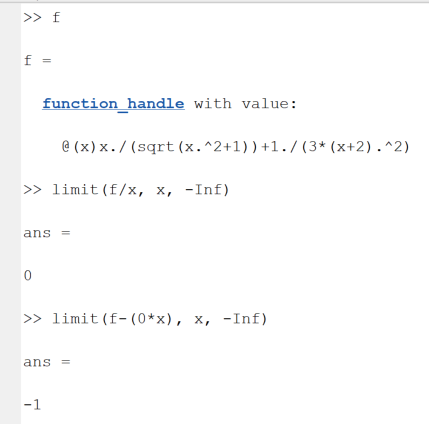 >> f
f =
function_handle with value:
@(x)x./(sqrt(x.^2+1))+1./(3*(x+2).^2)
>> limit(f/x, x, -Inf)
ans =
0
>> limit(f-(0*x), x, -Inf)
ans =
-1